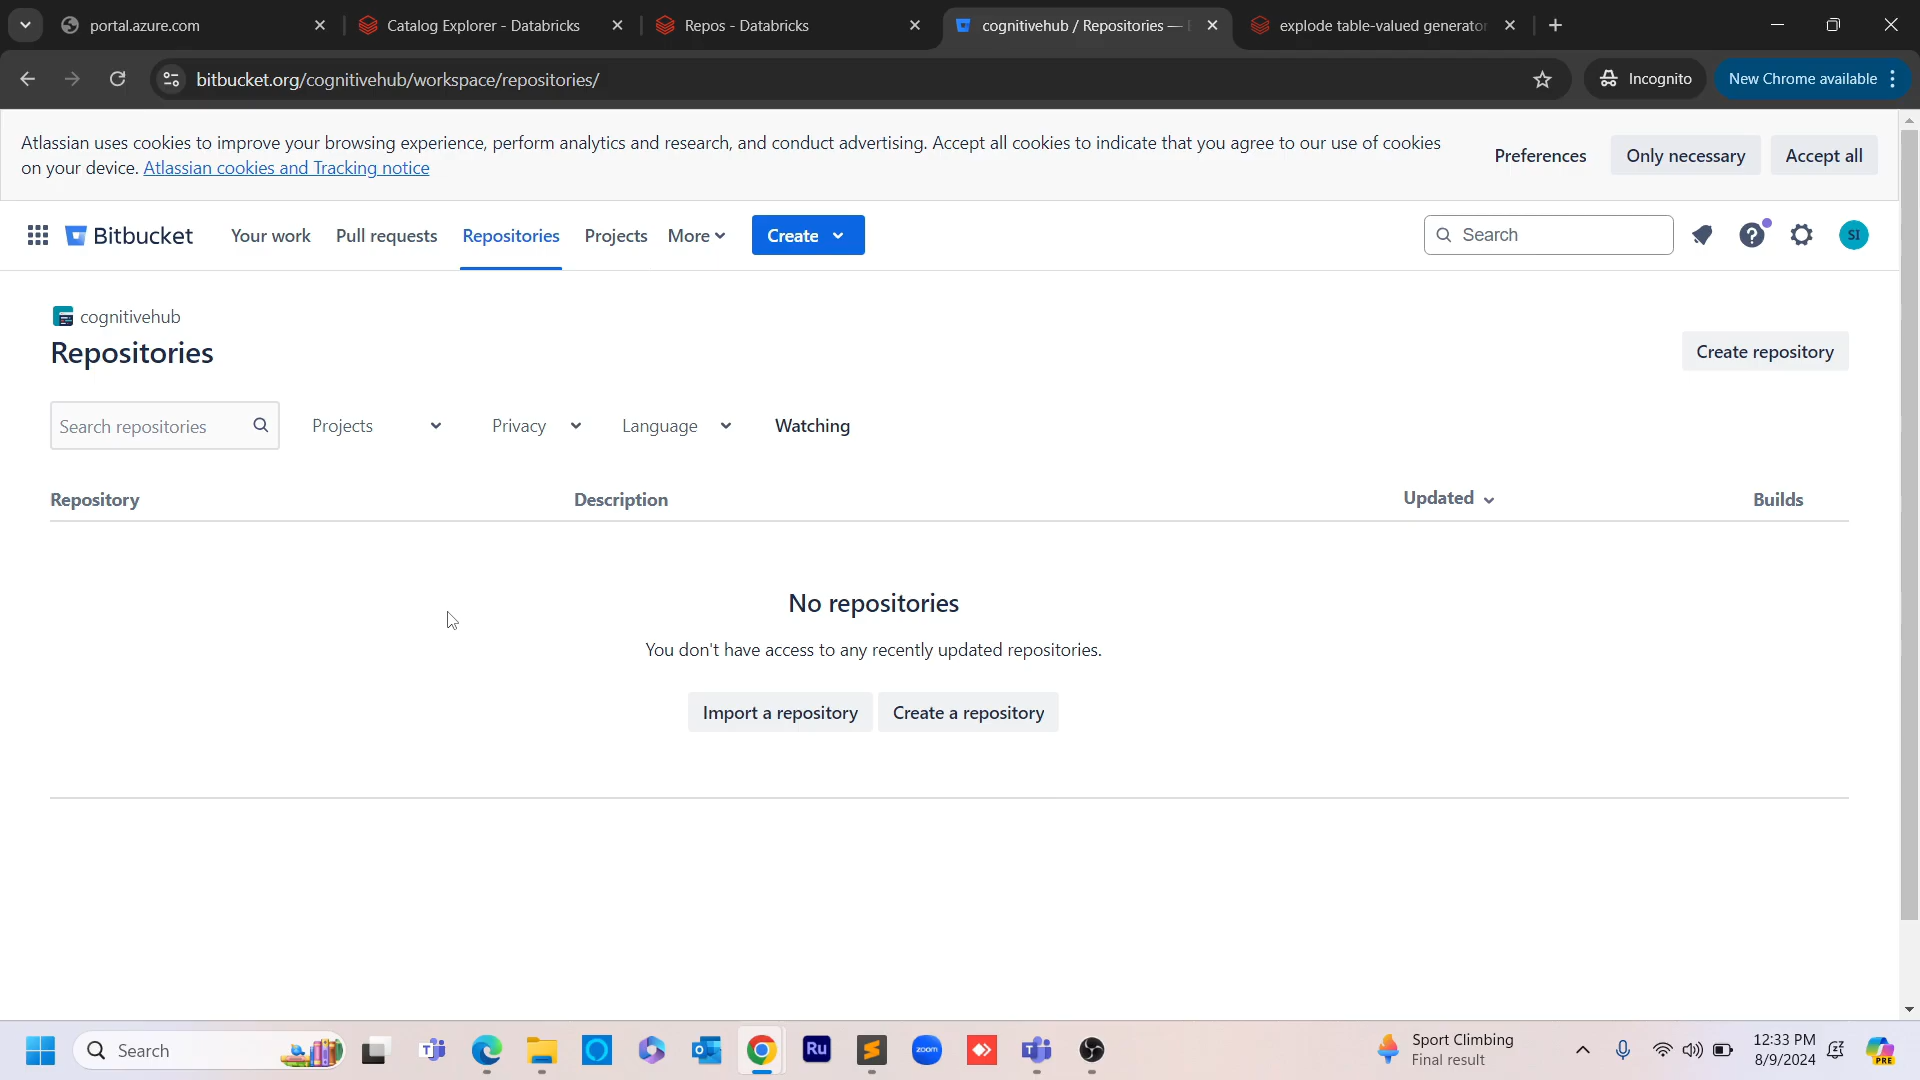 portal.azure.com
Catalog Explorer - Databricks
Repos - Databricks
cognitivehub / Repositories —
explode table-valued generator
bitbucket.org/cognitivehub/workspace/repositories/
Incognito
New Chrome available
Atlassian uses cookies to improve your browsing experience, perform analytics and research, and conduct advertising. Accept all cookies to indicate that you agree to our use of cookies
on your device. Atlassian cookies and Tracking notice
Preferences
Only necessary
Accept all
Bitbucket
Your work
Pull requests
Repositories
Projects
More
Create
Search
SI
cognitivehub
Repositories
Create repository
Search repositories
Projects
Privacy
Language
Watching
Repository
Description
Updated
Builds
No repositories
You don't have access to any recently updated repositories.
Import a repository
Create a repository
Search
Ru
zoom
Sport Climbing
Final result
12:33 PM
8/9/2024
PRE